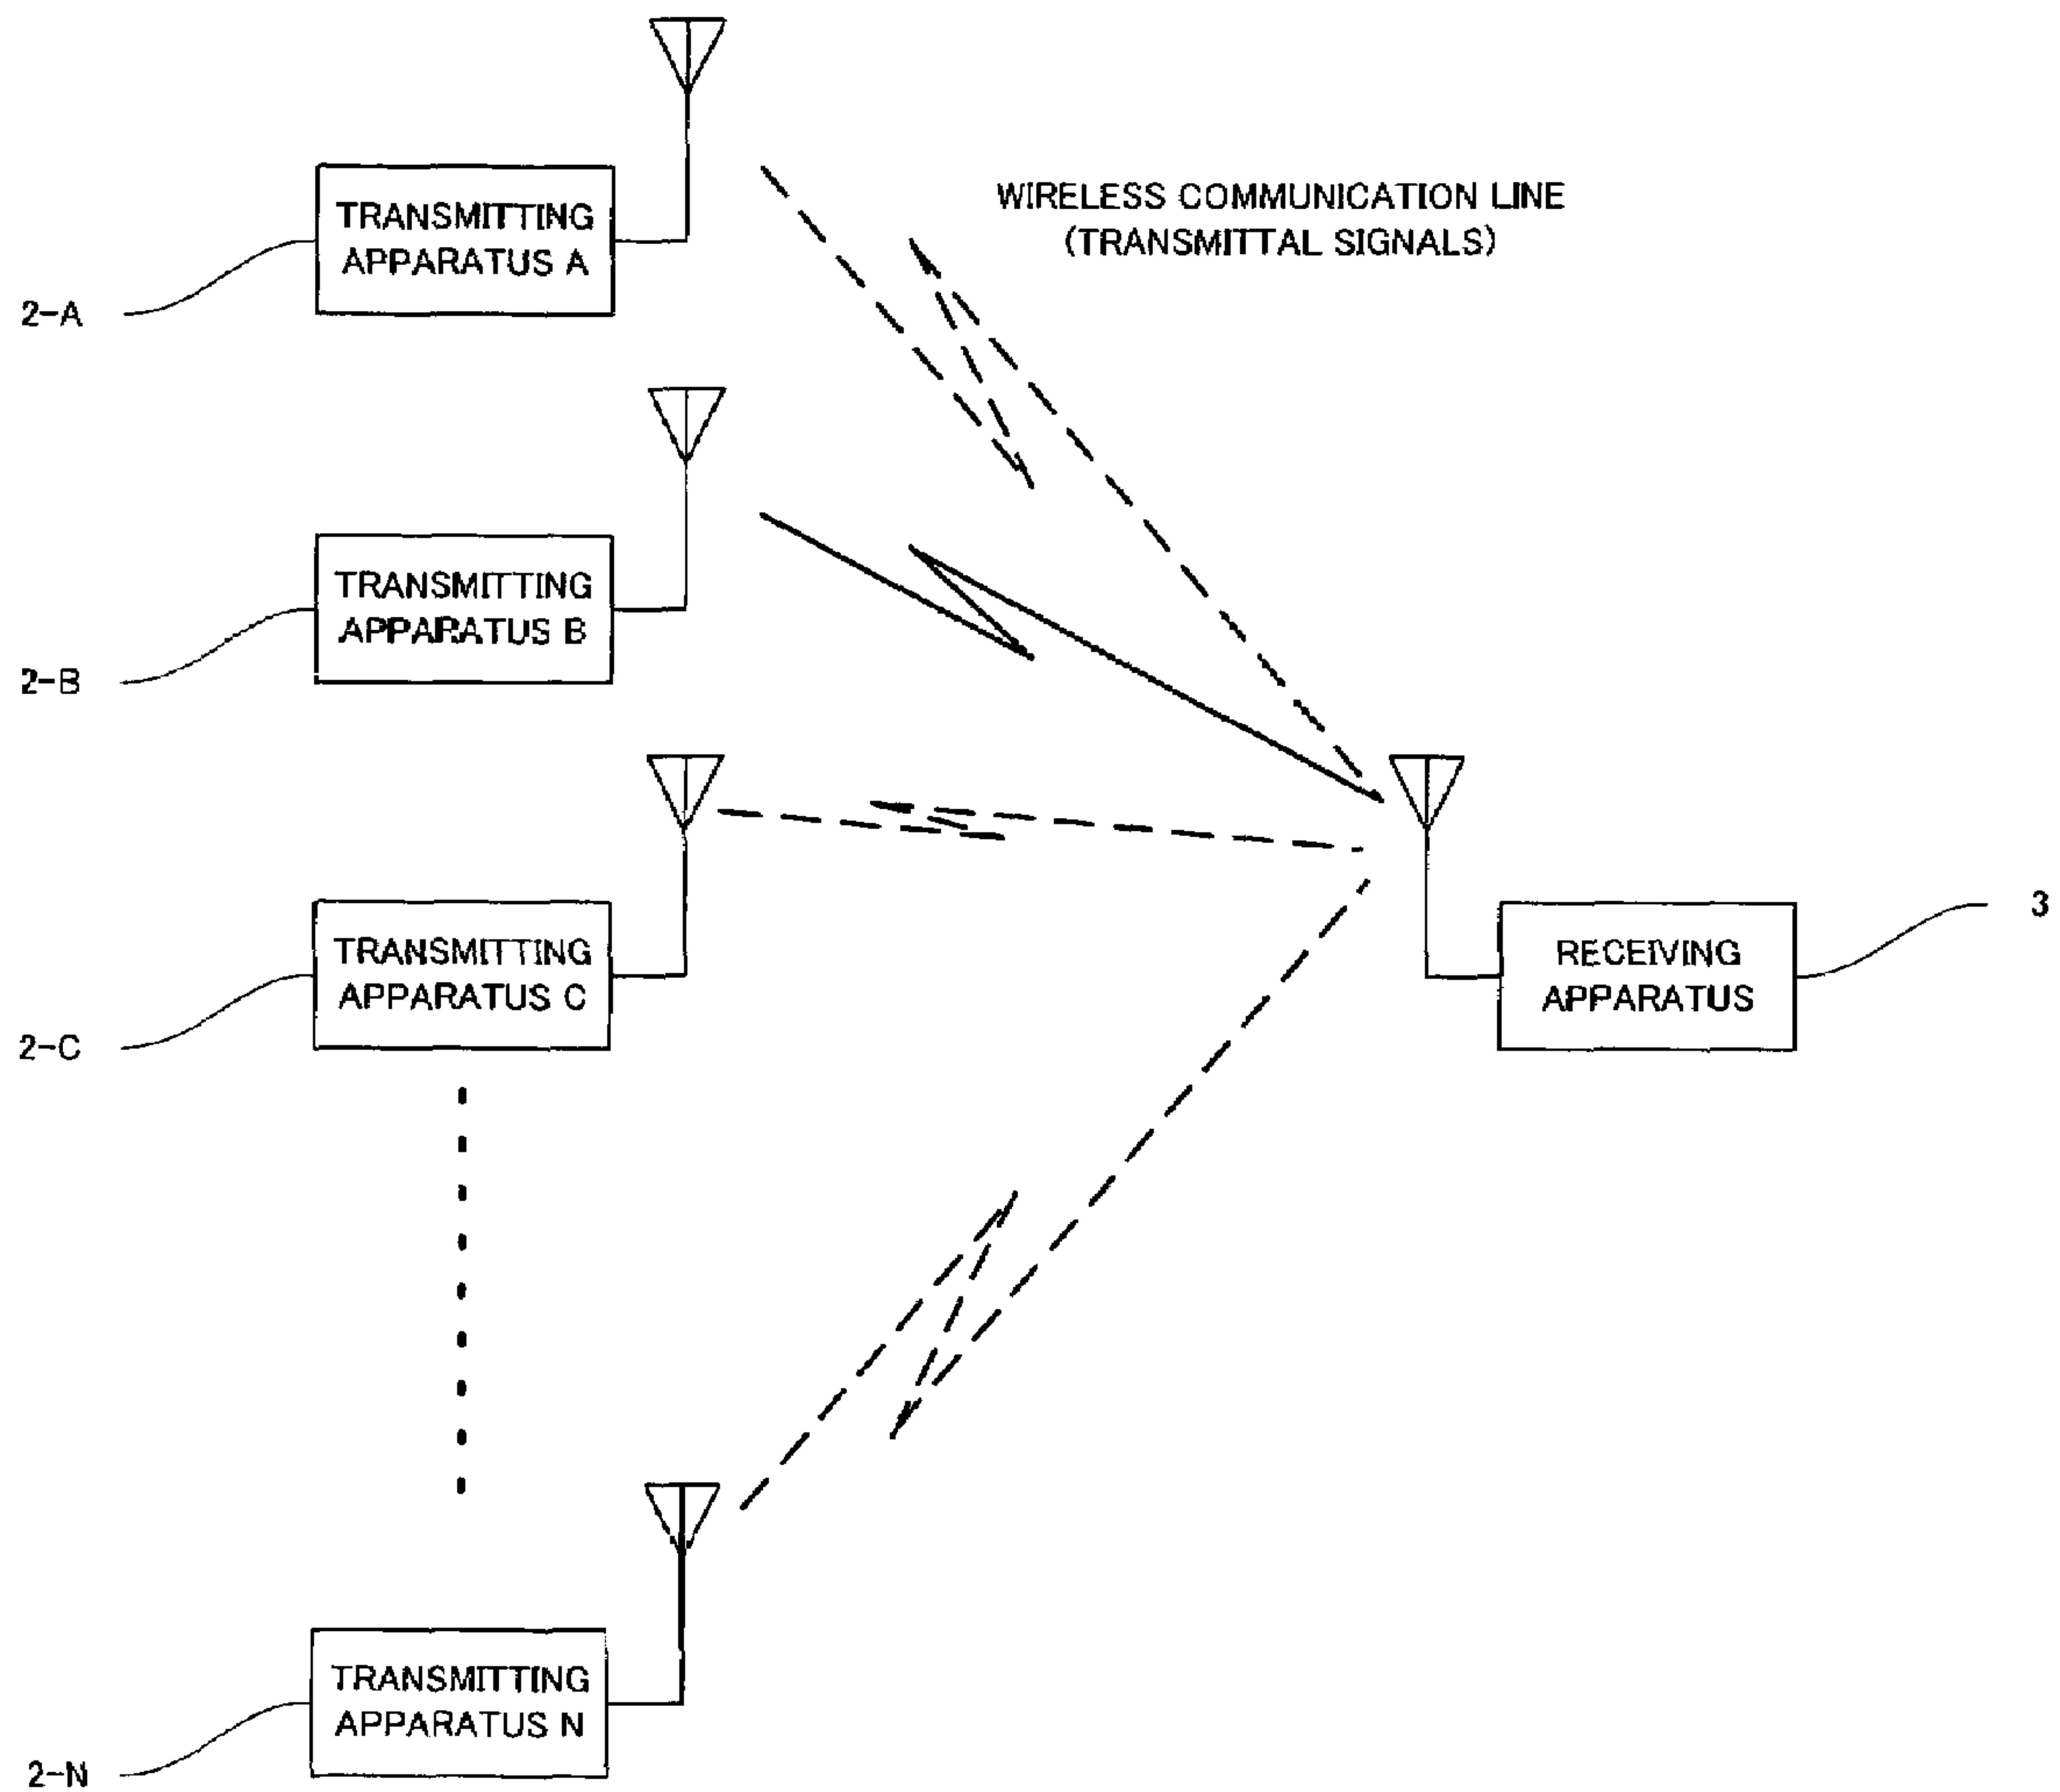 WIRELESS COMMUNICATION LINE
(TRANSMITTAL SIGNALS)
TRANSMITTING
APPARATUS A
2-A
TRANSMITTING
APPARATUS B
2-B
TRANSMITTING
APPARATUS C
2-C
RECEIVING
APPARATUS
3
TRANSMITTING
APPARATUS N
2-N